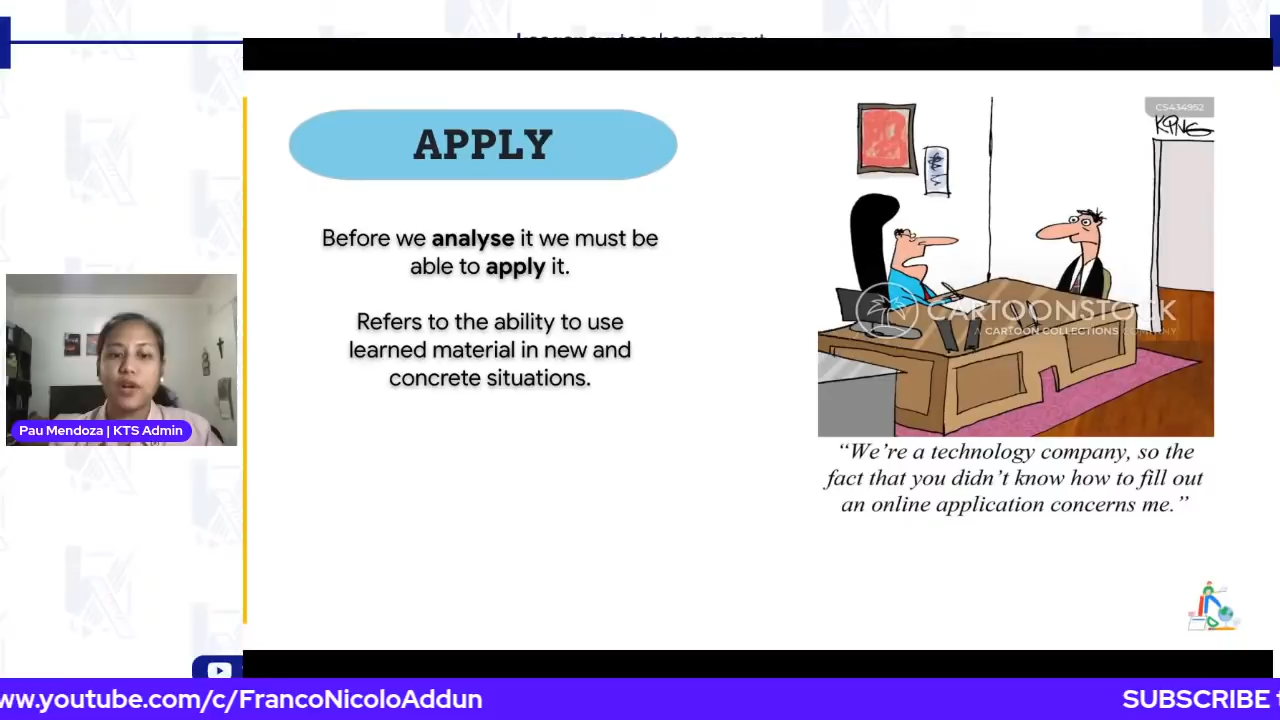 APPLY
Before we analyse it we must be
able to apply it.
Refers to the ability to use
learned material in new and
concrete situations.
CS434952
CARTOONSTOCK
A CARTOON COLLECTIONS COMPANY
“We’re a technology company, so the
fact that you didn’t know how to fill out
an online application concerns me.”
Pau Mendoza | KTS Admin
ww.youtube.com/c/FrancoNicoloAddun
SUBSCRIBE